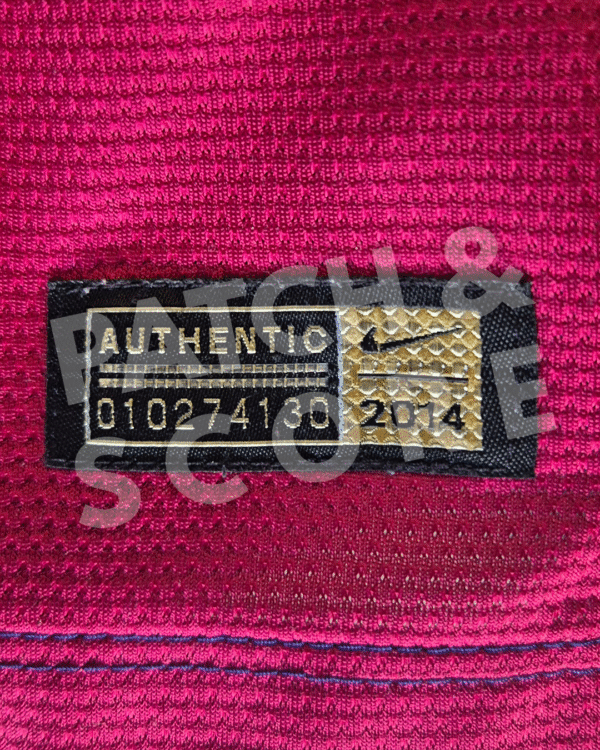 PATCH &
SCOTE
AUTHENTIC
010274130
2014